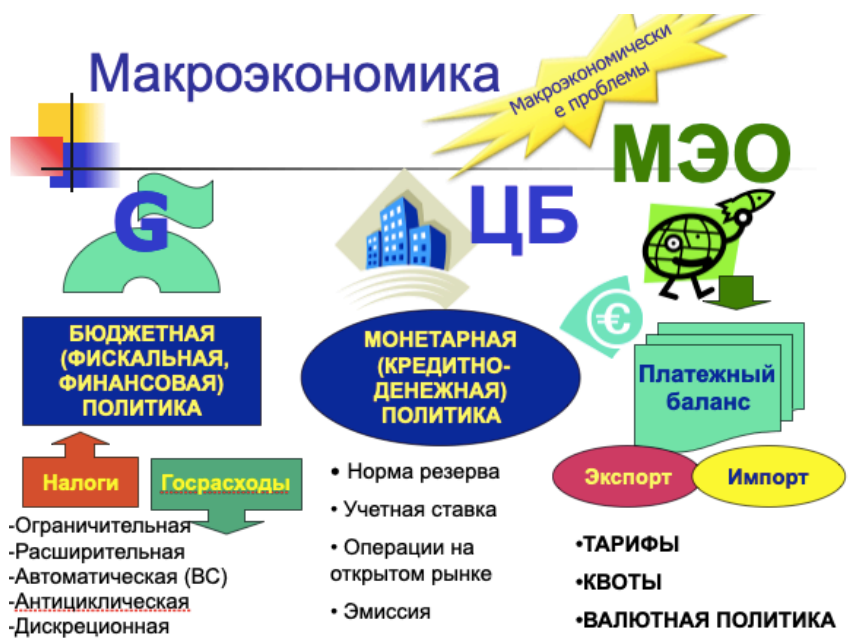 Макроэкономика
Макроэкономически
е проблемы
МЭО
G
ЦБ
€
БЮДЖЕТНАЯ
(ФИСКАЛЬНАЯ,
ФИНАНСОВАЯ)
ПОЛИТИКА
МОНЕТАРНАЯ
(КРЕДИТНО-
ДЕНЕЖНАЯ)
ПОЛИТИКА
Платежный
баланс
Налоги
Госрасходы
Экспорт
Импорт
-Ограничительная
-Расширительная
-Автоматическая (ВС)
-Антициклическая
-Дискреционная
• Норма резерва
• Учетная ставка
• Операции на
открытом рынке
• Эмиссия
•ТАРИФЫ
•КВОТЫ
•ВАЛЮТНАЯ ПОЛИТИКА